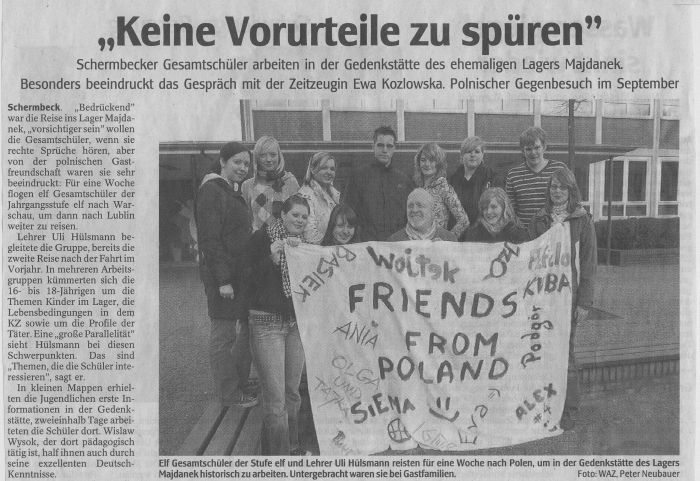 „Keine Vorurteile zu spüren”
Schermbecker Gesamtschüler arbeiten in der Gedenkstätte des ehemaligen Lagers Majdanek.
Besonders beeindruckt das Gespräch mit der Zeitzeugin Ewa Kozlowska. Polnischer Gegenbesuch im September
Schermbeck. „Bedrückend”
war die Reise ins Lager Majda-
nek, „vorsichtiger sein” wollen
die Gesamtschüler, wenn sie
rechte Sprüche hören, aber
von der polnischen Gast-
freundschaft waren sie sehr
beeindruckt: Für eine Woche
flogen elf Gesamtschüler der
Jahrgangsstufe elf nach War-
schau, um dann nach Lublin
weiter zu reisen.
Lehrer Uli Hülsmann be-
gleitete die Gruppe, bereits die
zweite Reise nach der Fahrt im
Vorjahr. In mehreren Arbeits-
gruppen kümmerten sich die
16- bis 18-Jährigen um die
Themen Kinder im Lager, die
Lebensbedingungen in dem
KZ sowie um die Profile der
Täter. Eine „große Parallelität”
sieht Hülsmann bei diesen
Schwerpunkten. Das sind
„Themen, die die Schüler inte-
ressieren”, sagt er.
In kleinen Mappen erhiel-
ten die Jugendlichen erste In-
formationen in der Gedenk-
stätte, zweieinhalb Tage arbei-
ten die Schüler dort. Wislaw
Wysok, der dort pädagogisch
tätig ist, half ihnen auch durch
seine exzellenten Deutsch-
Kenntnisse.
BASIEK
Woitek
KUBA
FRIENDS
FROM
POLAND
ANIA
OLGA
UND
SIEMA
Podgór
Eva
ALEX
#4
Elf Gesamtschüler der Stufe elf und Lehrer Uli Hülsmann reisten für eine Woche nach Polen, um in der Gedenkstätte des Lagers
Majdanek historisch zu arbeiten. Untergebracht waren sie bei Gastfamilien.
Foto: WAZ, Peter Neubauer